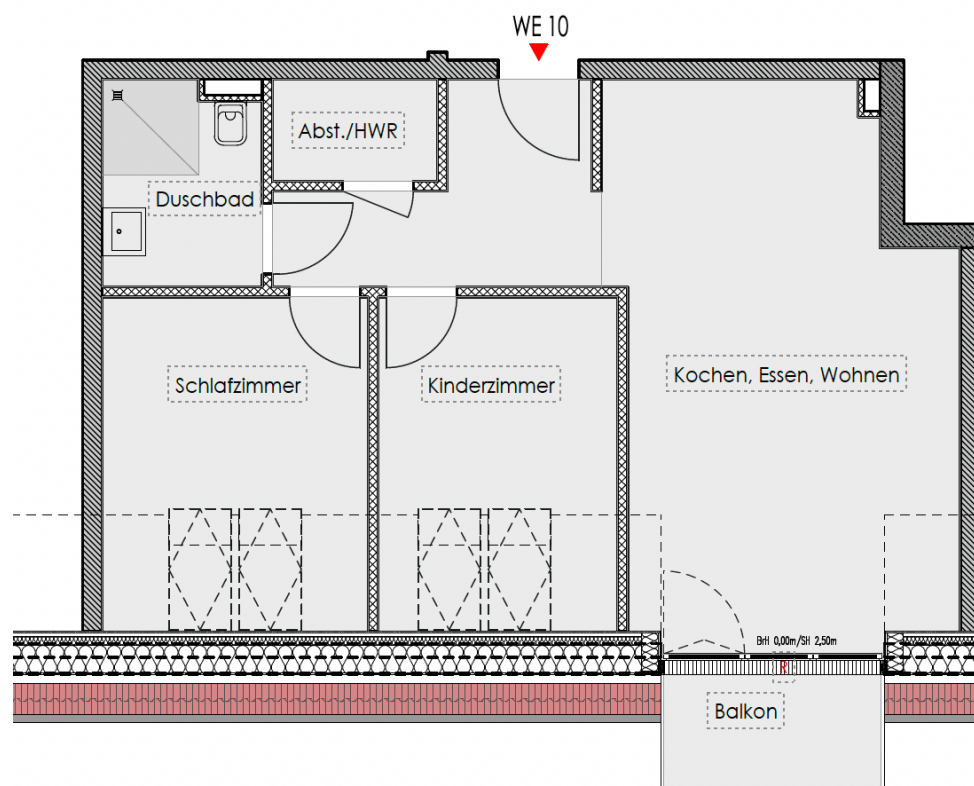 WE 10
Abst./HWR
Duschbad
Schlafzimmer
Kinderzimmer
Kochen, Essen, Wohnen
BrH 0,00m/SH 2,50m
R
Balkon